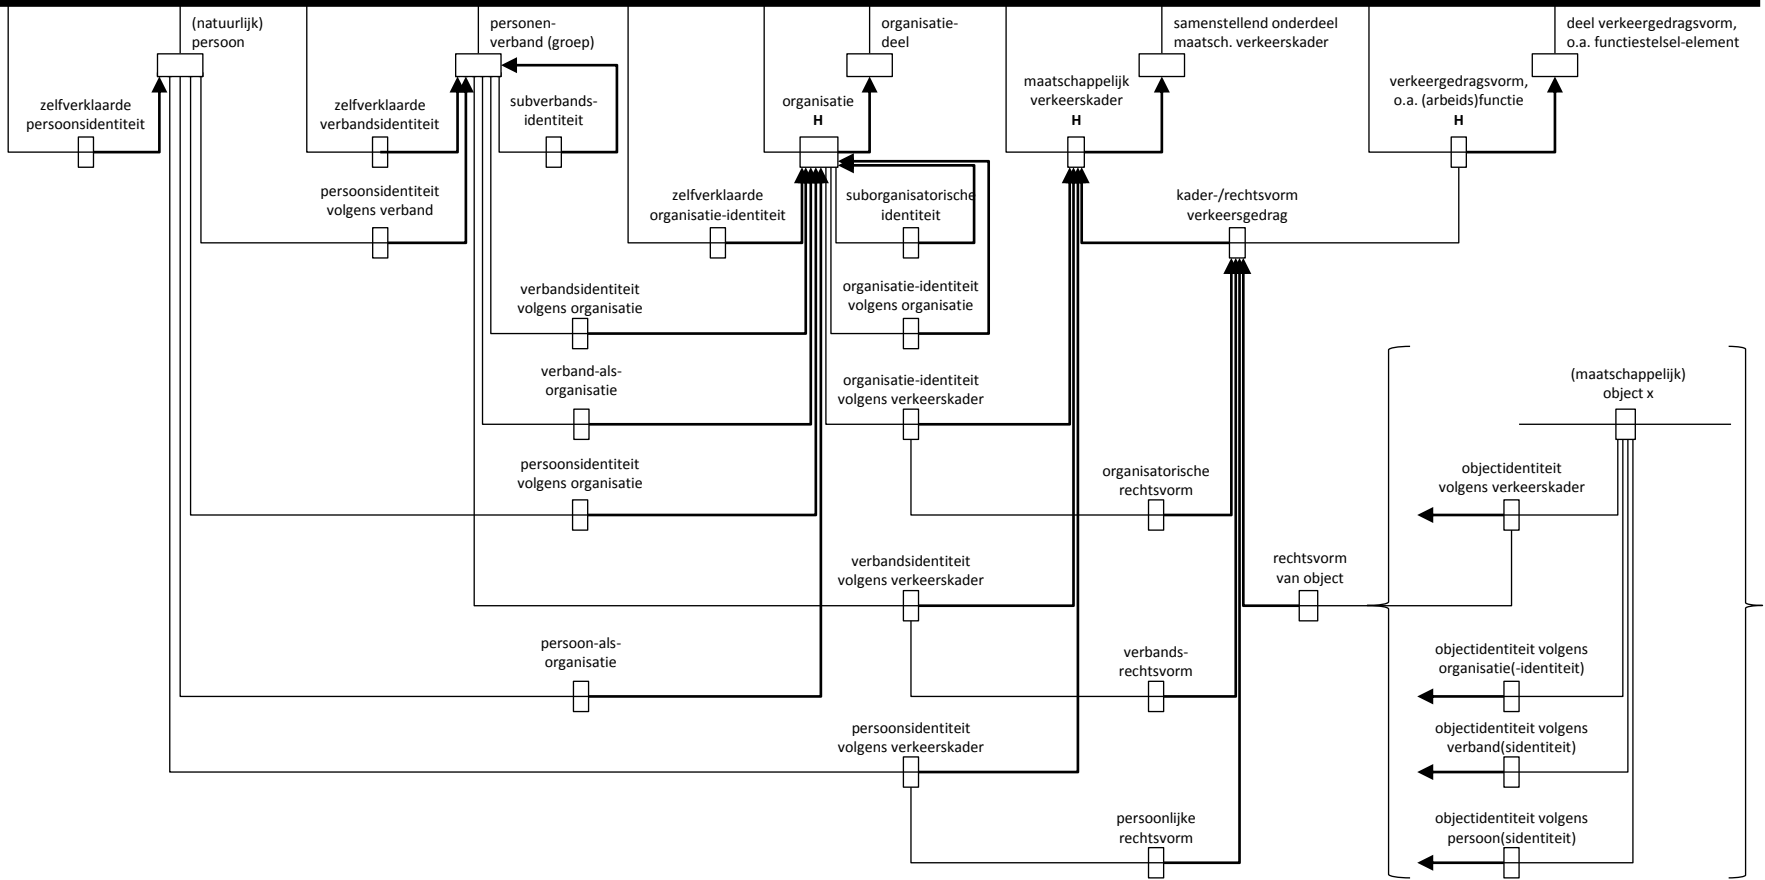 (natuurlijk)
persoon
personen-
verband (groep)
organisatie-
deel
samenstellend onderdeel
maatsch. verkeerskader
deel verkeergedragsvorm,
o.a. functiestelsel-element
zelfverklaarde
persoonsidentiteit
zelfverklaarde
verbandsidentiteit
subverbands-
identiteit
organisatie
H
maatschappelijk
verkeerskader
H
verkeergedragsvorm,
o.a. (arbeids)functie
H
persoonsidentiteit
volgens verband
zelfverklaarde
organisatie-identiteit
suborganisatorische
identiteit
kader-/rechtsvorm
verkeersgedrag
verbandsidentiteit
volgens organisatie
organisatie-identiteit
volgens organisatie
verband-als-
organisatie
organisatie-identiteit
volgens verkeerskader
(maatschappelijk)
object x
persoonsidentiteit
volgens organisatie
organisatorische
rechtsvorm
objectidentiteit
volgens verkeerskader
verbandsidentiteit
volgens verkeerskader
rechtsvorm
van object
persoon-als-
organisatie
verbands-
rechtsvorm
objectidentiteit volgens
organisatie(-identiteit)
persoonsidentiteit
volgens verkeerskader
objectidentiteit volgens
verband(sidentiteit)
persoonlijke
rechtsvorm
objectidentiteit volgens
persoon(sidentiteit)